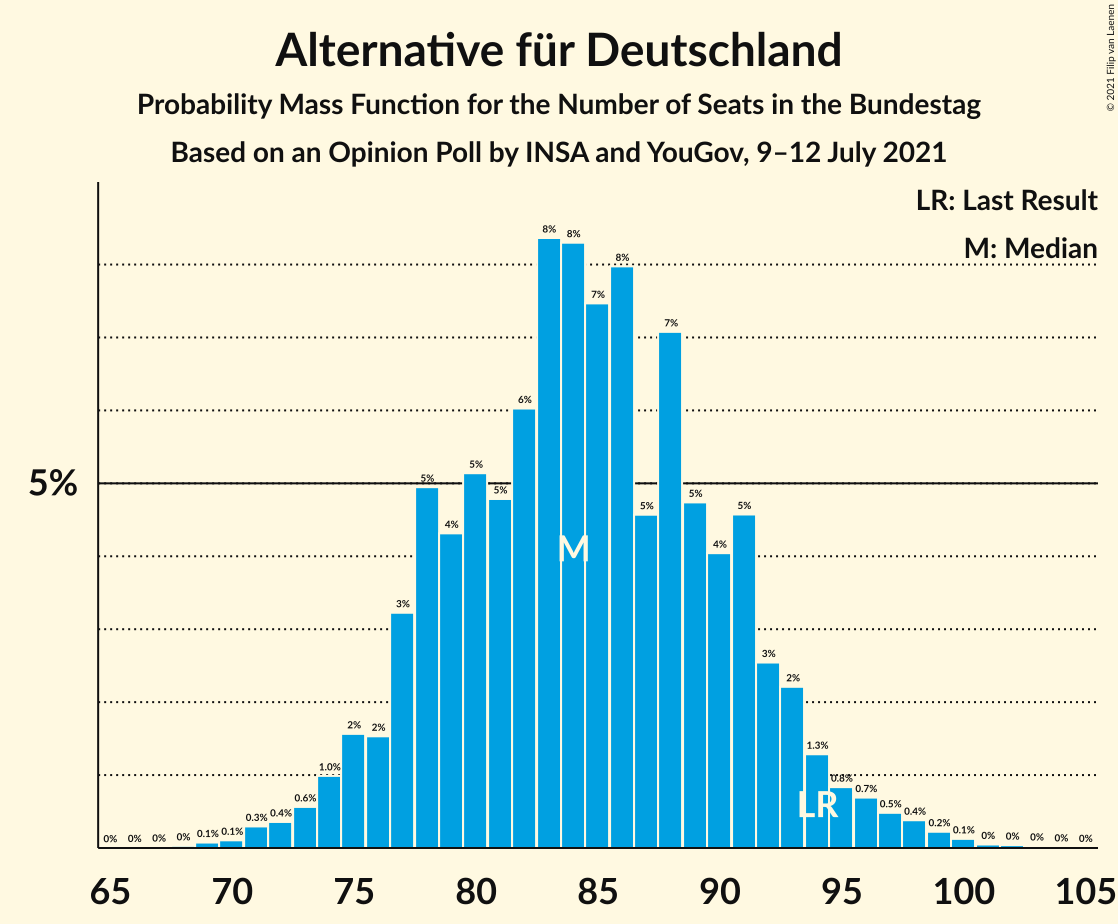 Alternative für Deutschland
Probability Mass Function for the Number of Seats in the Bundestag
Based on an Opinion Poll by INSA and YouGov, 9–12 July 2021
© 2021 Filip van Laenen
LR: Last Result
M: Median
5%
0% 0% 0% 0% 0.1% 0.1% 0.3% 0.4% 0.6% 1.0% 2% 2% 3% 5% 4% 5% 5% 6% 8% 8% 7% 8% 5% 7% 5% 4% 5% 3% 2% 1.3% 0.8% 0.7% 0.5% 0.4% 0.2% 0.1% 0% 0% 0% 0% 0%
M
LR
65 70 75 80 85 90 95 100 105